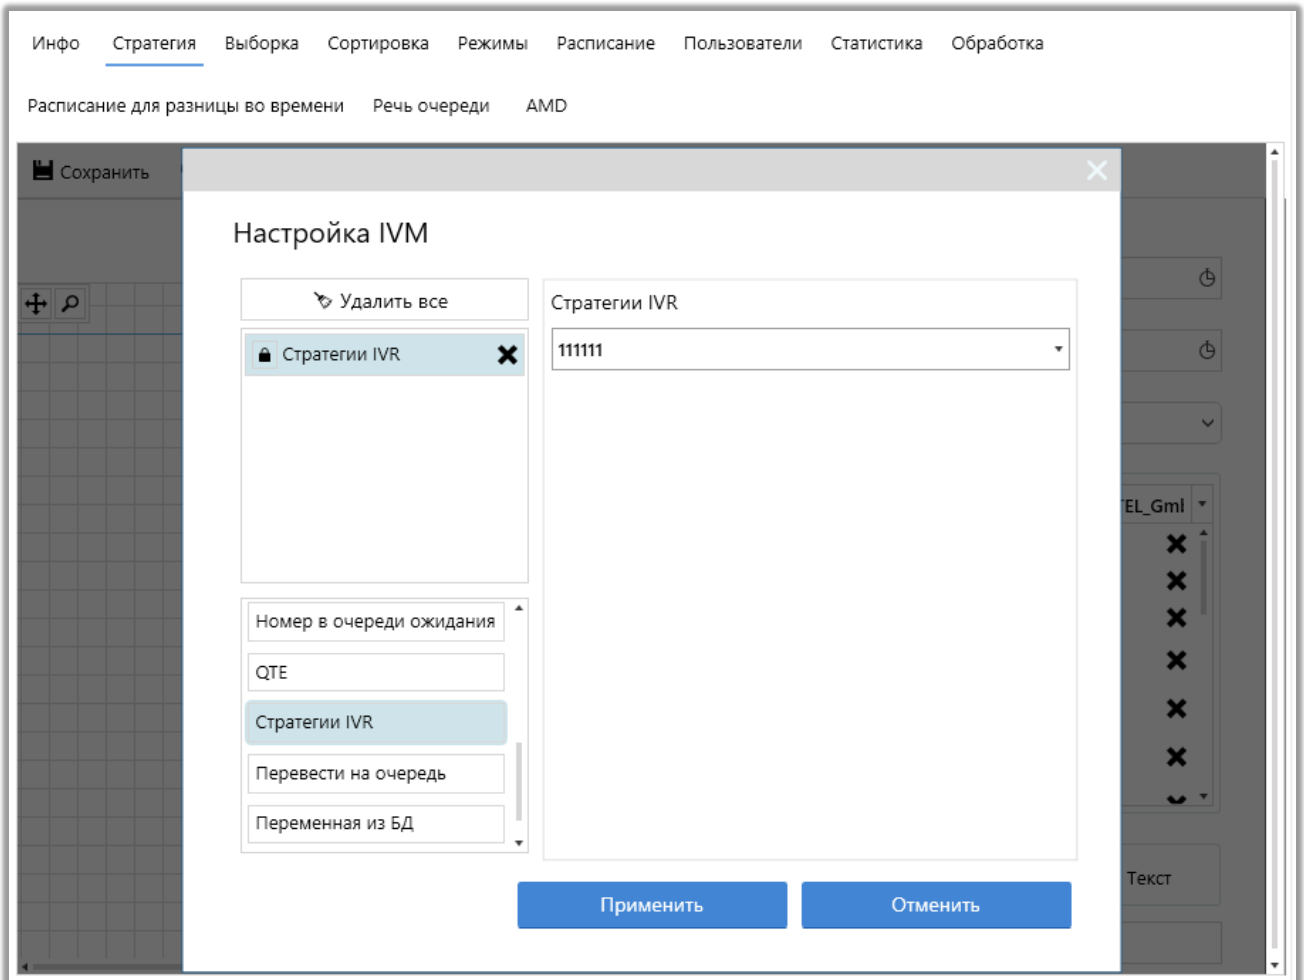 Инфо Стратегия Выборка Сортировка Режимы Расписание Пользователи Статистика Обработка
Расписание для разницы во времени Речь очереди AMD
Сохранить
Настройка IVM
Удалить все
Стратегии IVR
Стратегии IVR
111111
TEL_Gml
Номер в очереди ожидания
QTE
Стратегии IVR
Перевести на очередь
Переменная из БД
Текст
Применить Отменить